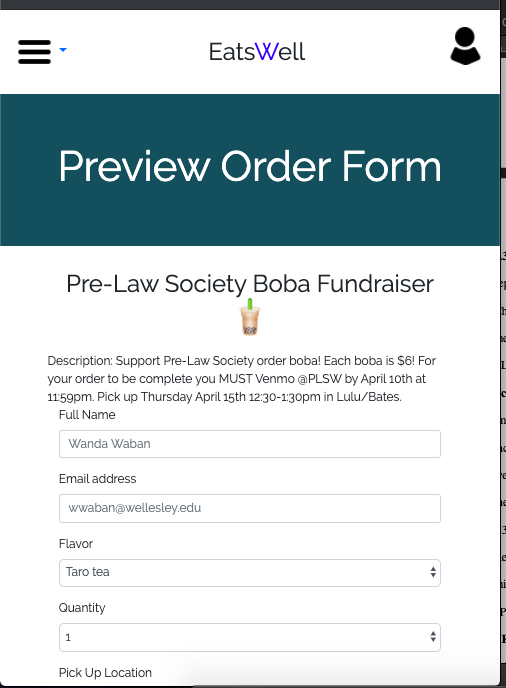 EatsWell
Preview Order Form
Pre-Law Society Boba Fundraiser
Description: Support Pre-Law Society order boba! Each boba is $6! For
your order to be complete you MUST Venmo @PLSW by April 10th at
11:59pm. Pick up Thursday April 15th 12:30-1:30pm in Lulu/Bates.
Full Name
Wanda Waban
Email address
wwaban@wellesley.edu
Flavor
Taro tea
Quantity
1
Pick Up Location